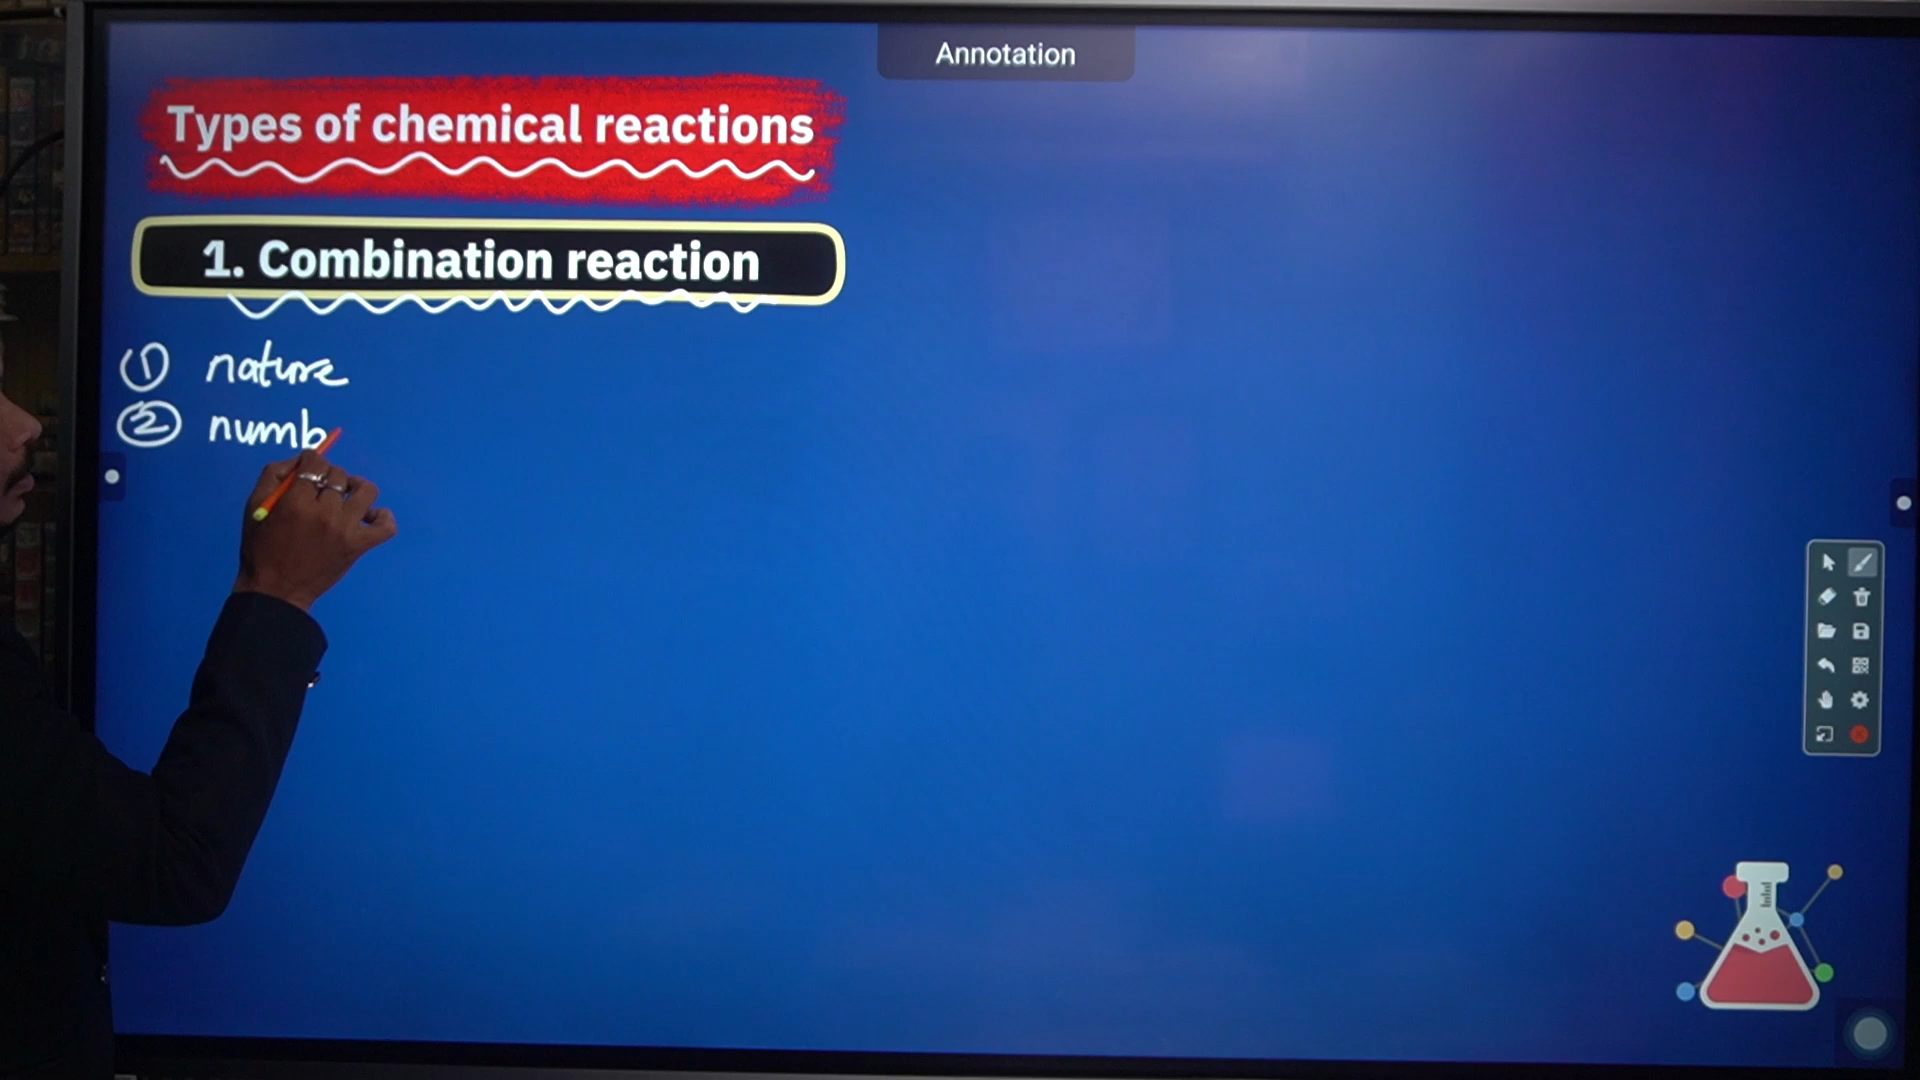 Annotation
Types of chemical reactions
1. Combination reaction
① nature
② numb